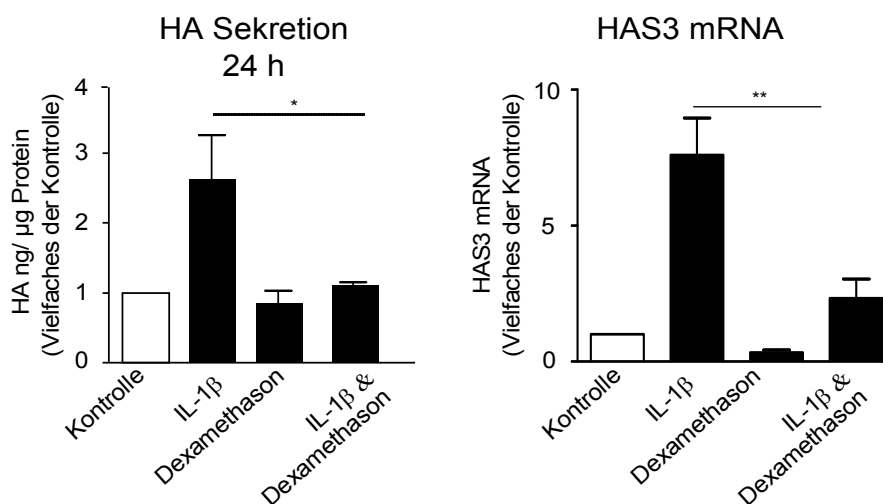 HA Sekretion
24 h
HA ng/ µg Protein
(Vielfaches der Kontrolle)
4
3
2
1
0
*
Kontrolle
IL-1β
Dexamethason
IL-1β &
Dexamethason
HAS3 mRNA
HAS3 mRNA
(Vielfaches der Kontrolle)
10
5
0
**
Kontrolle
IL-1β
Dexamethason
IL-1β &
Dexamethason